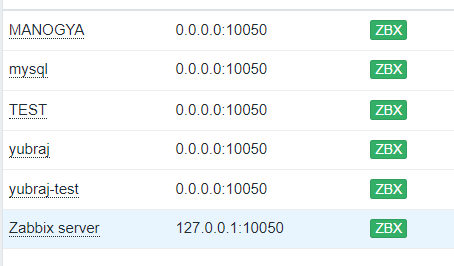 MANOGYA 0.0.0.0:10050 ZBX
mysql 0.0.0.0:10050 ZBX
TEST 0.0.0.0:10050 ZBX
yubraj 0.0.0.0:10050 ZBX
yubraj-test 0.0.0.0:10050 ZBX
Zabbix server 127.0.0.1:10050 ZBX